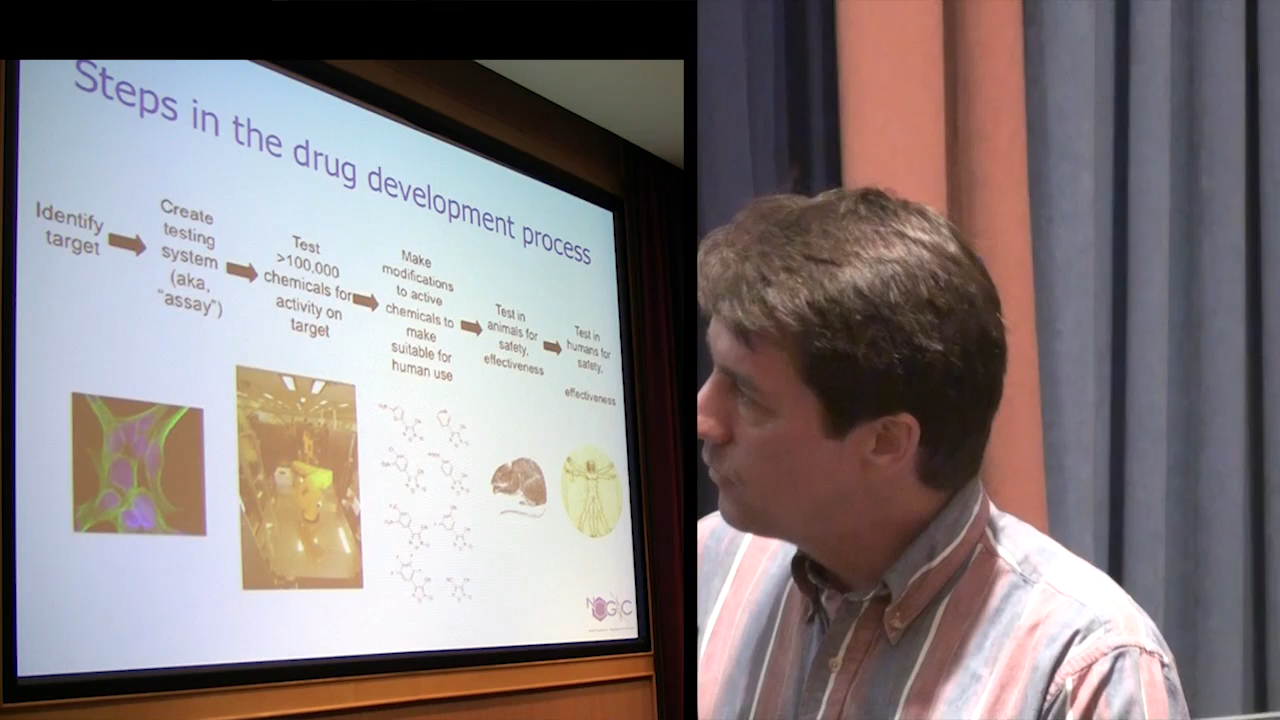 Steps in the drug development process
Identify
target
Create
testing
system
(aka,
"assay")
Test
>100,000
chemicals for
activity on
target
Make
modifications
to active
chemicals to
make
suitable for
human use
Test in
animals for
safety,
effectiveness
Test in
humans for
safety,
effectiveness